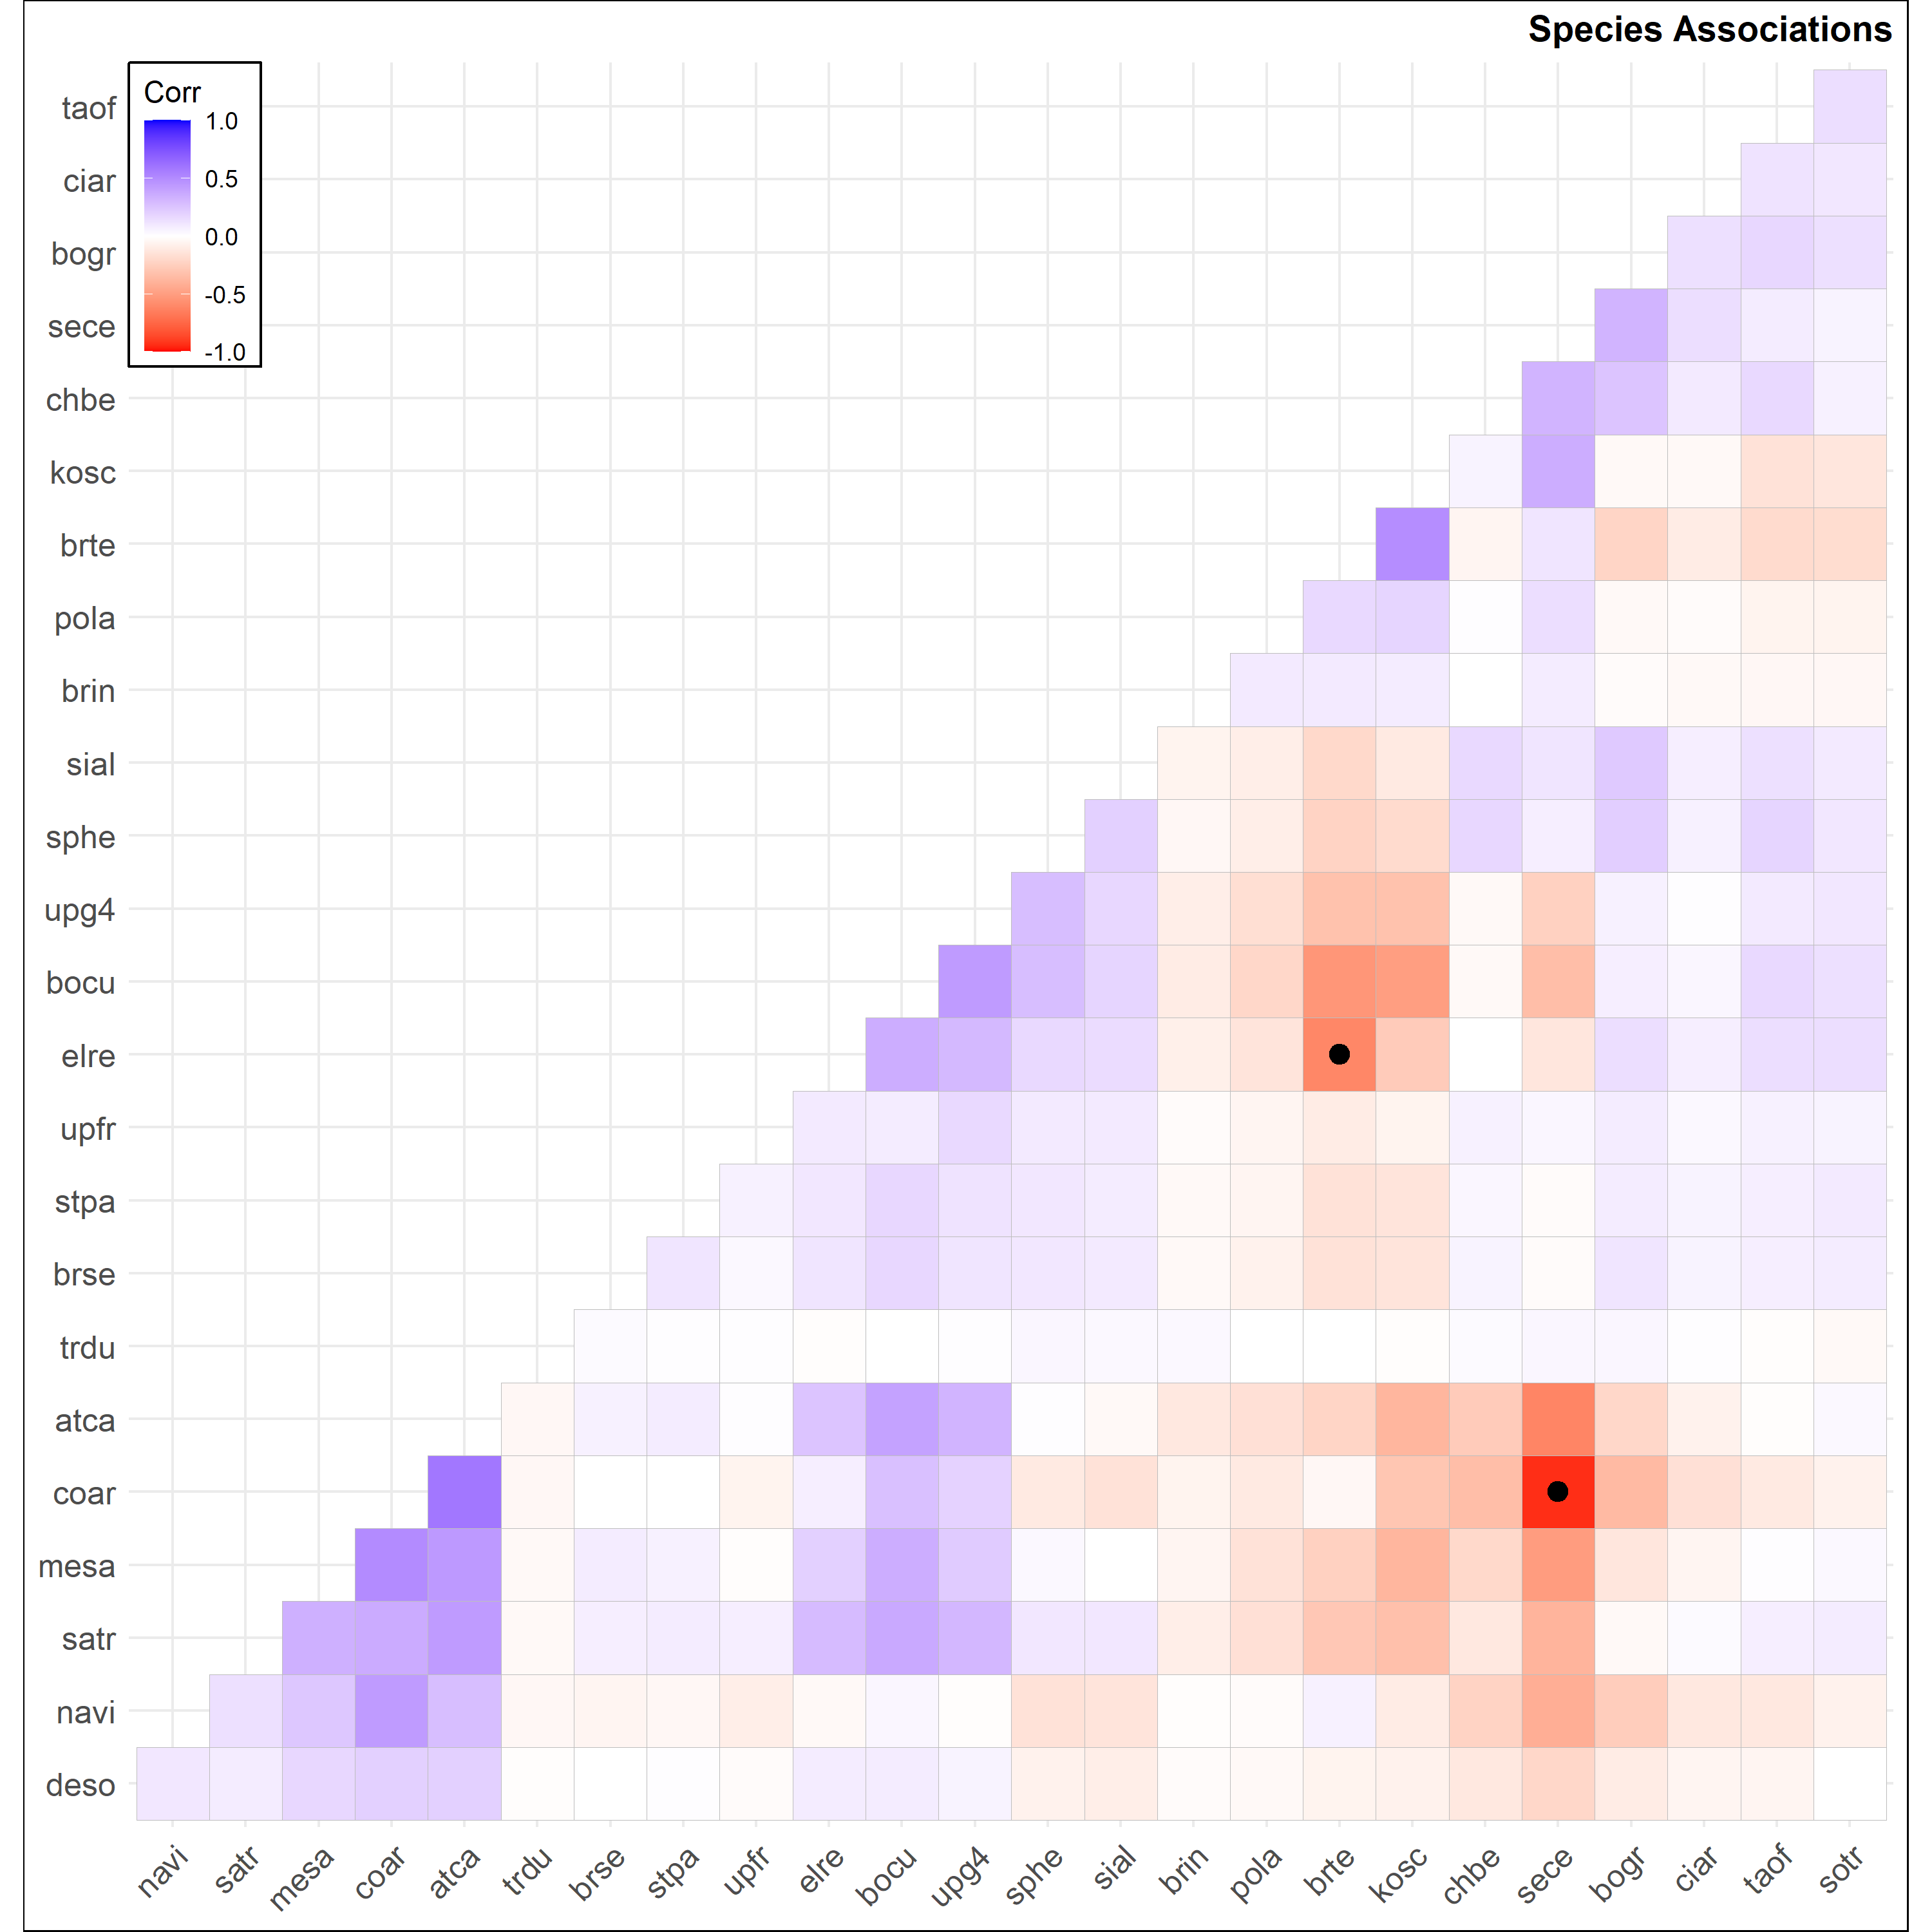 Species Associations
Corr
1.0
0.5
0.0
-0.5
-1.0
taof
ciar
bogr
sece
chbe
kosc
brte
pola
brin
sial
sphe
upg4
bocu
elre
upfr
stpa
brse
trdu
atca
coar
mesa
satr
navi
deso
navi satr mesa coar atca trdu brse stpa upfr elre bocu upg4 sphe sial brin pola brte kosc chbe sece bogr ciar taof sotr